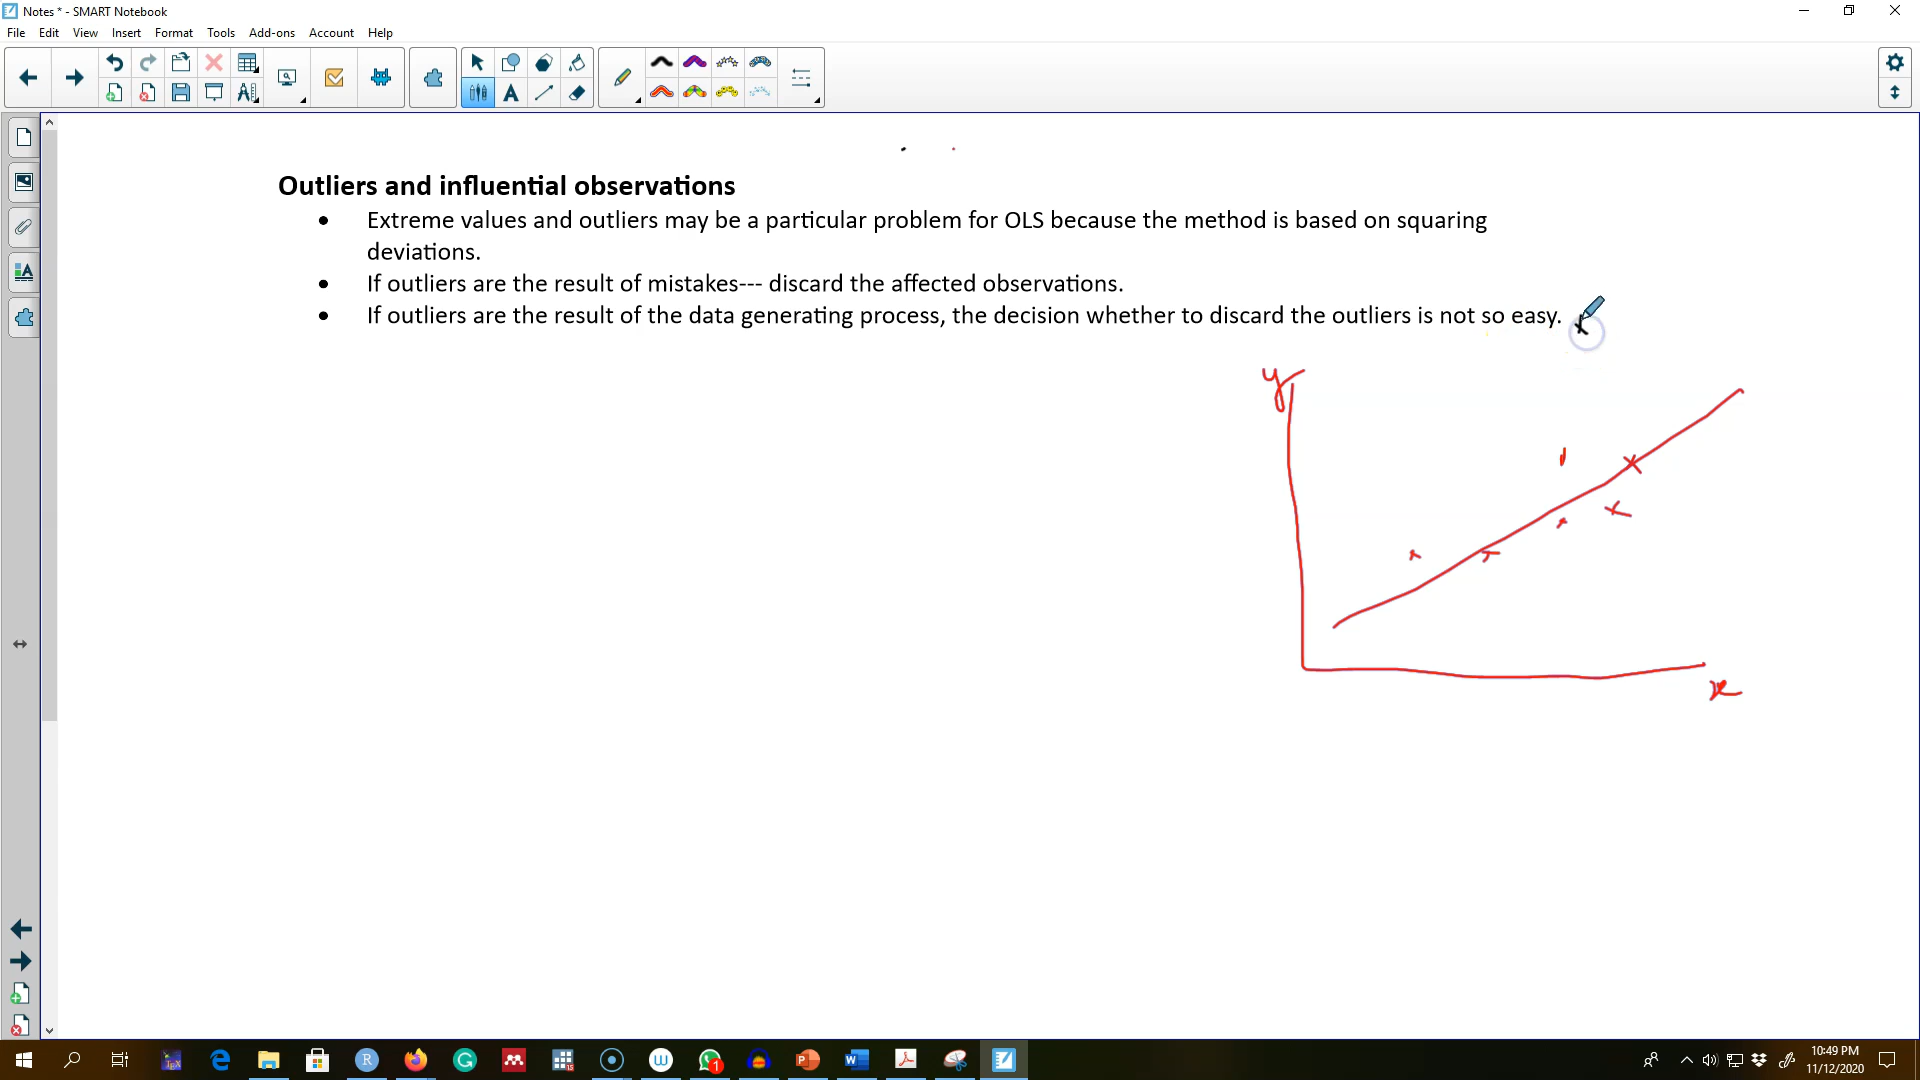 Notes * - SMART Notebook
File Edit View Insert Format Tools Add-ons Account Help
Outliers and influential observations
• Extreme values and outliers may be a particular problem for OLS because the method is based on squaring
deviations.
• If outliers are the result of mistakes--- discard the affected observations.
• If outliers are the result of the data generating process, the decision whether to discard the outliers is not so easy.
y
x
10:49 PM
11/12/2020